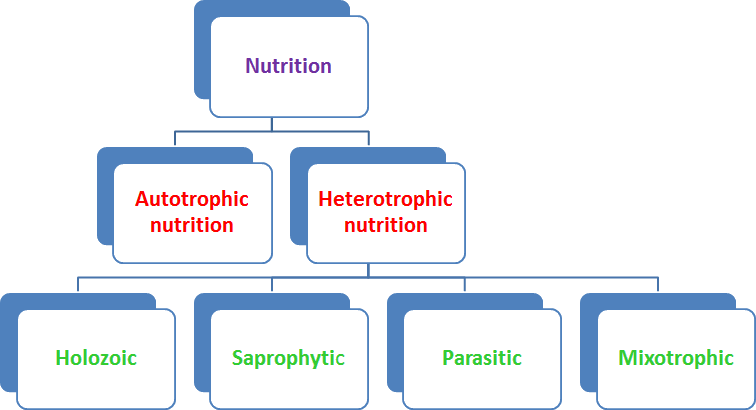 Nutrition
Autotrophic
nutrition
Heterotrophic
nutrition
Holozoic
Saprophytic
Parasitic
Mixotrophic